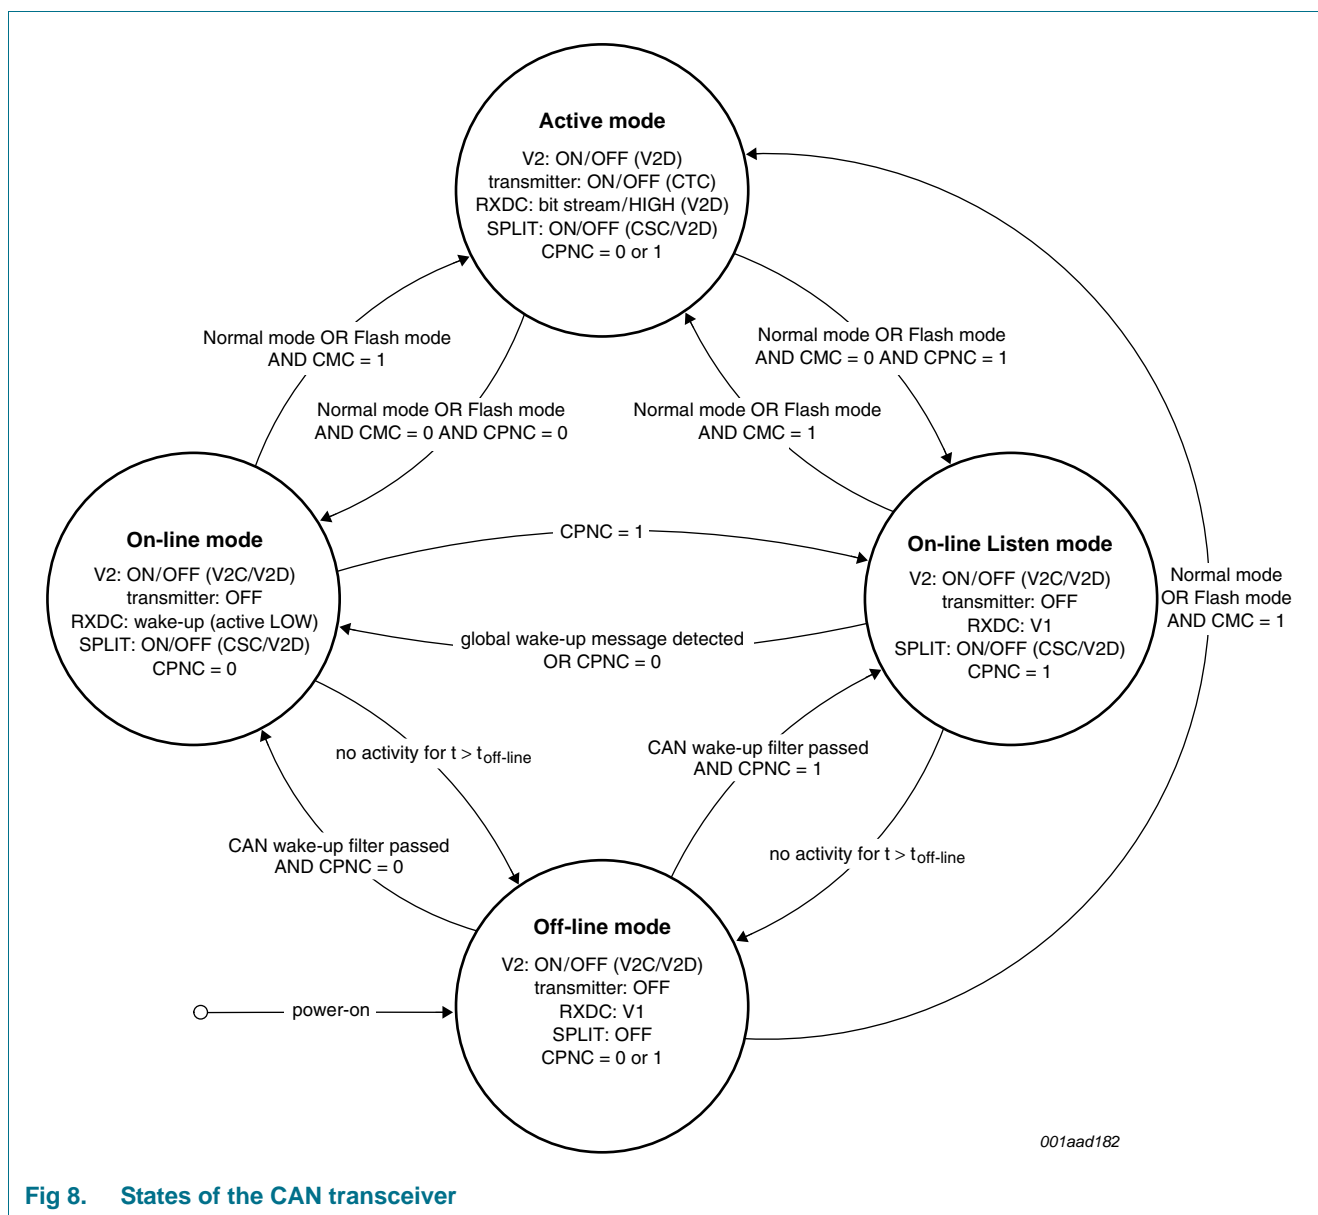 Active mode
V2: ON/OFF (V2D)
transmitter: ON/OFF (CTC)
RXDC: bit stream/HIGH (V2D)
SPLIT: ON/OFF (CSC/V2D)
CPNC = 0 or 1
Normal mode OR Flash mode
AND CMC = 1
Normal mode OR Flash mode
AND CMC = 0 AND CPNC = 1
Normal mode OR Flash mode
AND CMC = 0 AND CPNC = 0
Normal mode OR Flash mode
AND CMC = 1
On-line mode
V2: ON/OFF (V2C/V2D)
transmitter: OFF
RXDC: wake-up (active LOW)
SPLIT: ON/OFF (CSC/V2D)
CPNC = 0
CPNC = 1
global wake-up message detected
OR CPNC = 0
On-line Listen mode
V2: ON/OFF (V2C/V2D)
transmitter: OFF
RXDC: V1
SPLIT: ON/OFF (CSC/V2D)
CPNC = 1
Normal mode
OR Flash mode
AND CMC = 1
no activity for t > toff-line
CAN wake-up filter passed
AND CPNC = 1
CAN wake-up filter passed
AND CPNC = 0
no activity for t > toff-line
Off-line mode
V2: ON/OFF (V2C/V2D)
transmitter: OFF
RXDC: V1
SPLIT: OFF
CPNC = 0 or 1
power-on
001aad182
Fig 8. States of the CAN transceiver